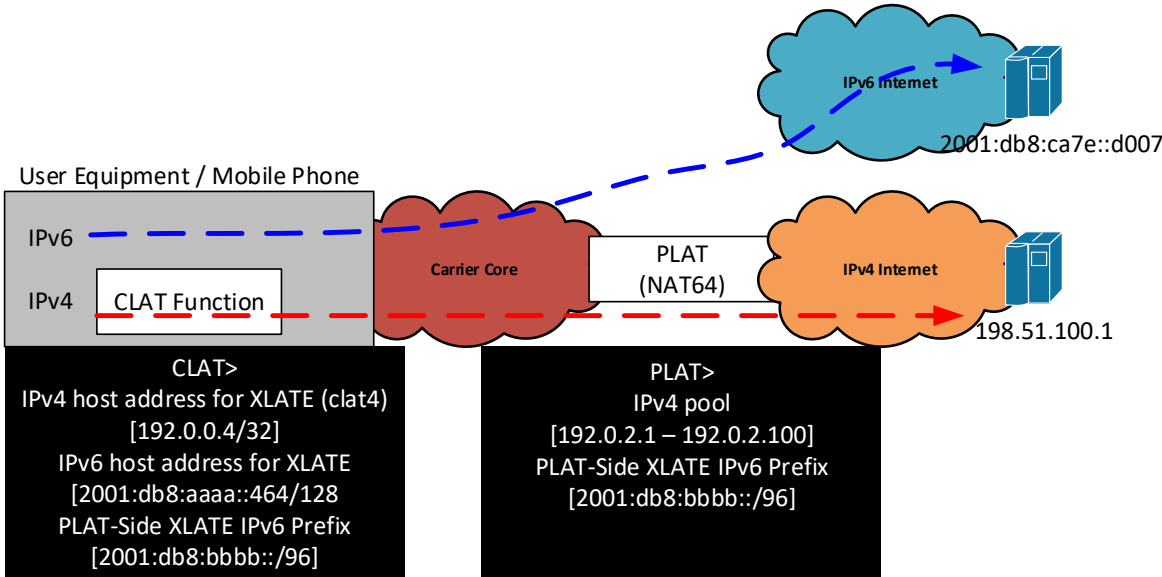 IPv6 Internet
2001:db8:ca7e::d007
User Equipment / Mobile Phone
IPv6
IPv4
CLAT Function
Carrier Core
PLAT
(NAT64)
IPv4 Internet
198.51.100.1
CLAT>
IPv4 host address for XLATE (clat4)
[192.0.0.4/32]
IPv6 host address for XLATE
[2001:db8:aaaa::464/128
PLAT-Side XLATE IPv6 Prefix
[2001:db8:bbbb::/96]
PLAT>
IPv4 pool
[192.0.2.1 – 192.0.2.100]
PLAT-Side XLATE IPv6 Prefix
[2001:db8:bbbb::/96]